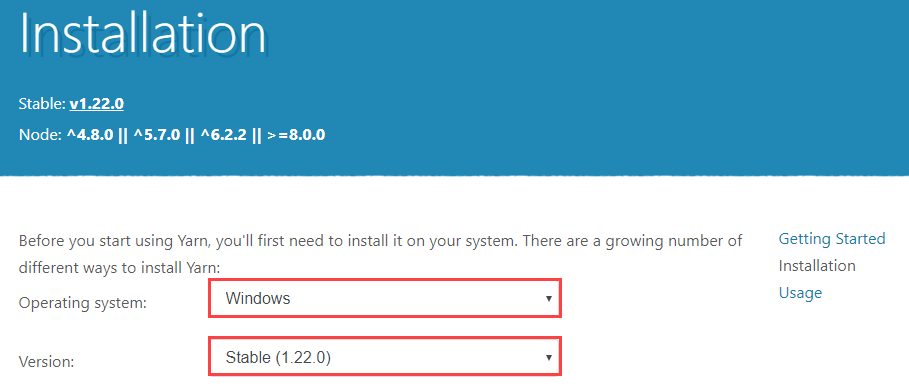 Installation
Stable: v1.22.0
Node: ^4.8.0 || ^5.7.0 || ^6.2.2 || >=8.0.0
Before you start using Yarn, you'll first need to install it on your system. There are a growing number of
different ways to install Yarn:
Operating system: Windows
Version: Stable (1.22.0)
Getting Started
Installation
Usage